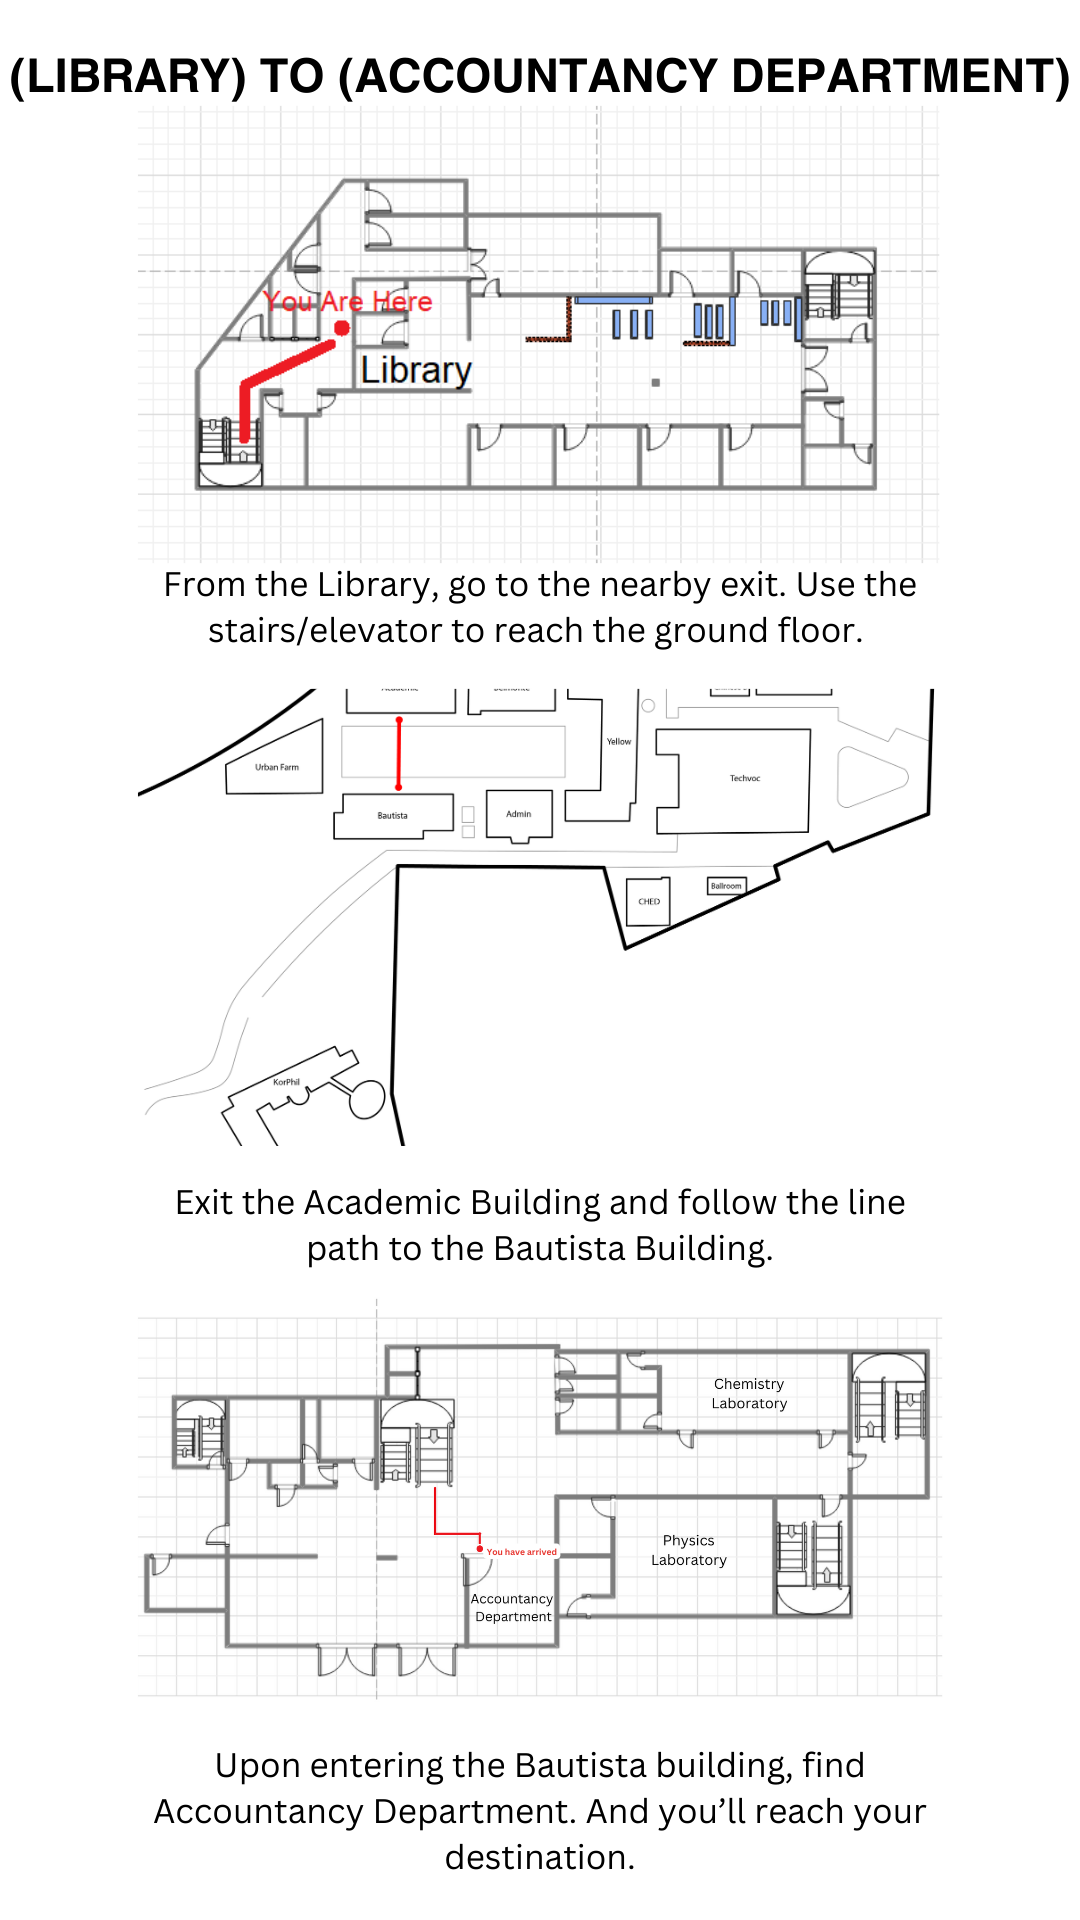 (LIBRARY) TO (ACCOUNTANCY DEPARTMENT)
You Are Here
Library
From the Library, go to the nearby exit. Use the
stairs/elevator to reach the ground floor.
Urban Farm
Yellow
Techvoc
Bautista
Admin
CHED
Ballroom
KorPhil
Exit the Academic Building and follow the line
path to the Bautista Building.
Chemistry
Laboratory
Physics
Laboratory
You have arrived
Accountancy
Department
Upon entering the Bautista building, find
Accountancy Department. And you’ll reach your
destination.